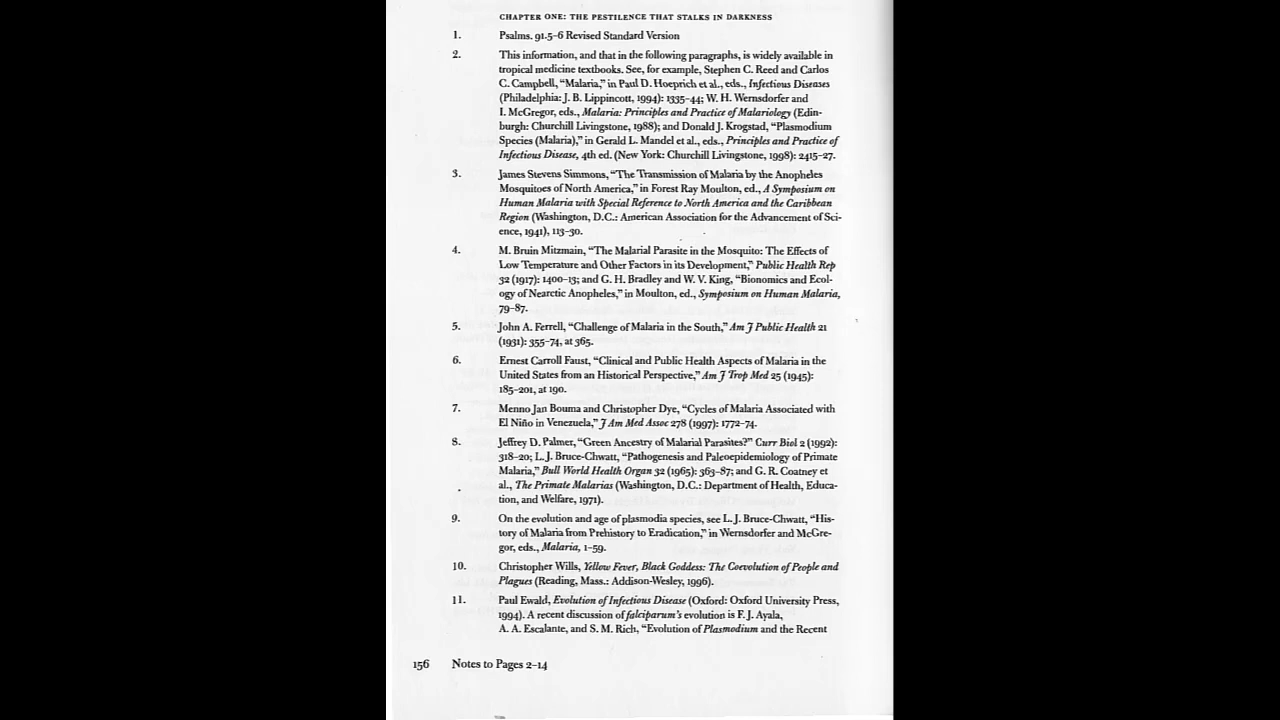 CHAPTER ONE: THE PESTILENCE THAT STALKS IN DARKNESS
1. Psalms. 91.5–6 Revised Standard Version
2. This information, and that in the following paragraphs, is widely available in
tropical medicine textbooks. See, for example, Stephen C. Reed and Carlos
C. Campbell, “Malaria,” in Paul D. Hoeprich et al., eds., Infectious Diseases
(Philadelphia: J. B. Lippincott, 1994): 1335–44; W. H. Wernsdorfer and
I. McGregor, eds., Malaria: Principles and Practice of Malariology (Edin-
burgh: Churchill Livingstone, 1988); and Donald J. Krogstad, “Plasmodium
Species (Malaria),” in Gerald L. Mandel et al., eds., Principles and Practice of
Infectious Disease, 4th ed. (New York: Churchill Livingstone, 1998): 2415–27.
3. James Stevens Simmons, “The Transmission of Malaria by the Anopheles
Mosquitoes of North America,” in Forest Ray Moulton, ed., A Symposium on
Human Malaria with Special Reference to North America and the Caribbean
Region (Washington, D.C.: American Association for the Advancement of Sci-
ence, 1941), 113–30.
4. M. Bruin Mitzmain, “The Malarial Parasite in the Mosquito: The Effects of
Low Temperature and Other Factors in its Development,” Public Health Rep
32 (1917): 1400–13; and G. H. Bradley and W. V. King, “Bionomics and Ecol-
ogy of Nearctic Anopheles,” in Moulton, ed., Symposium on Human Malaria,
79–87.
5. John A. Ferrell, “Challenge of Malaria in the South,” Am J Public Health 21
(1931): 355–74, at 365.
6. Ernest Carroll Faust, “Clinical and Public Health Aspects of Malaria in the
United States from an Historical Perspective,” Am J Trop Med 25 (1945):
185–201, at 190.
7. Menno Jan Bouma and Christopher Dye, “Cycles of Malaria Associated with
El Niño in Venezuela,” J Am Med Assoc 278 (1997): 1772–74.
8. Jeffrey D. Palmer, “Green Ancestry of Malarial Parasites?” Curr Biol 2 (1992):
318–20; L. J. Bruce-Chwatt, “Pathogenesis and Paleoepidemiology of Primate
Malaria,” Bull World Health Organ 32 (1965): 363–87; and G. R. Coatney et
al., The Primate Malarias (Washington, D.C.: Department of Health, Educa-
tion, and Welfare, 1971).
9. On the evolution and age of plasmodia species, see L. J. Bruce-Chwatt, “His-
tory of Malaria from Prehistory to Eradication,” in Wernsdorfer and McGre-
gor, eds., Malaria, 1–59.
10. Christopher Wills, Yellow Fever, Black Goddess: The Coevolution of People and
Plagues (Reading, Mass.: Addison-Wesley, 1996).
11. Paul Ewald, Evolution of Infectious Disease (Oxford: Oxford University Press,
1994). A recent discussion of falciparum’s evolution is F. J. Ayala,
A. A. Escalante, and S. M. Rich, “Evolution of Plasmodium and the Recent
156 Notes to Pages 2–14